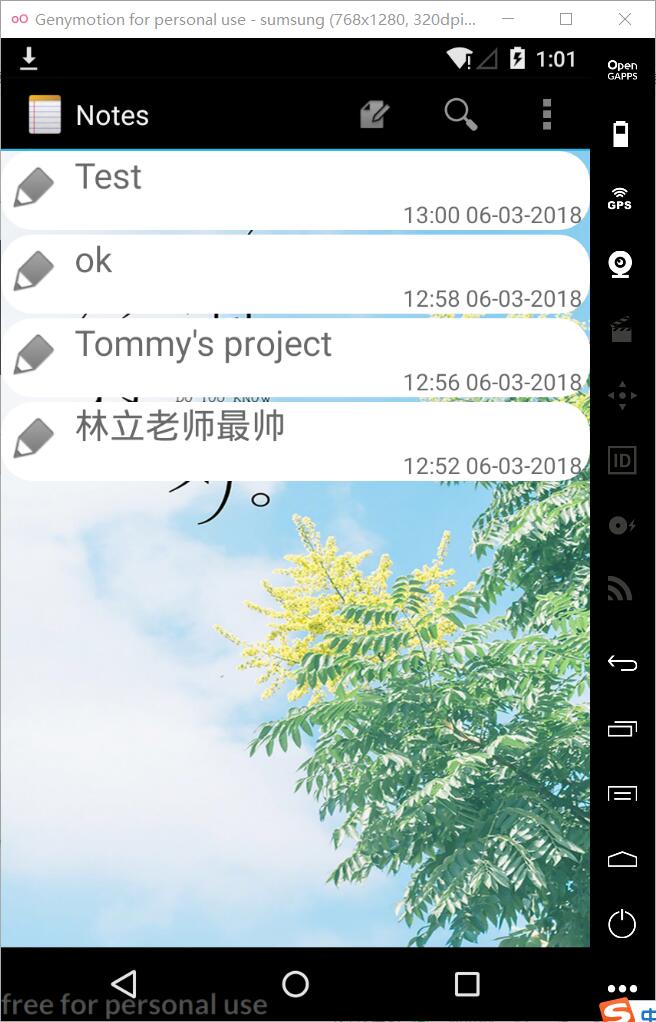 Genymotion for personal use - sumsung (768x1280, 320dpi...
1:01
Open
GAPPS
Notes
Test
13:00 06-03-2018
GPS
ok
12:58 06-03-2018
Tommy's project
12:56 06-03-2018
DO YOU KNOW
林立老师最帅
12:52 06-03-2018
ID
free for personal use
中